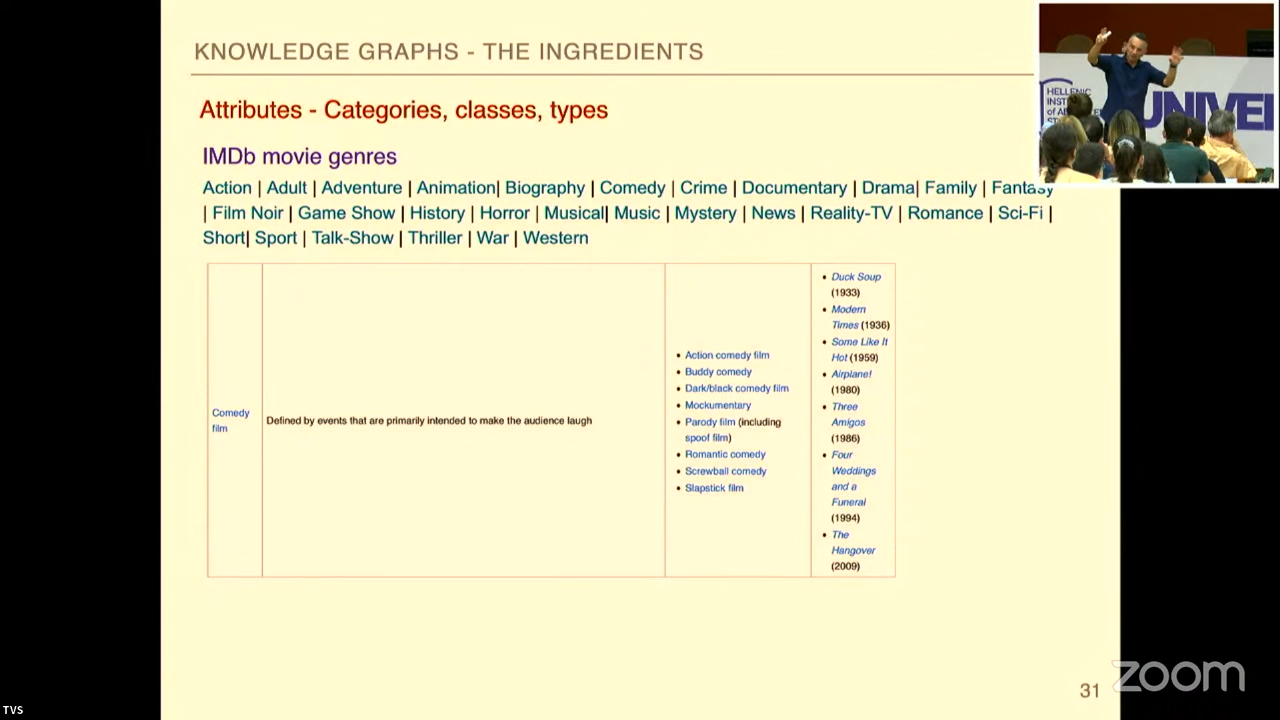 KNOWLEDGE GRAPHS - THE INGREDIENTS
Attributes - Categories, classes, types
IMDb movie genres
Action | Adult | Adventure | Animation| Biography | Comedy | Crime | Documentary | Drama| Family | Fantasy
| Film Noir | Game Show | History | Horror | Musical| Music | Mystery | News | Reality-TV | Romance | Sci-Fi |
Short| Sport | Talk-Show | Thriller | War | Western
Comedy
film
Defined by events that are primarily intended to make the audience laugh
• Action comedy film
• Buddy comedy
• Dark/black comedy film
• Mockumentary
• Parody film (including
spoof film)
• Romantic comedy
• Screwball comedy
• Slapstick film
• Duck Soup
(1933)
• Modern
Times (1936)
• Some Like It
Hot (1959)
• Airplane!
(1980)
• Three
Amigos
(1986)
• Four
Weddings
and a
Funeral
(1994)
• The
Hangover
(2009)
31
HELLENIC
INST
of A
ST
UNIVE
zoom
TVS